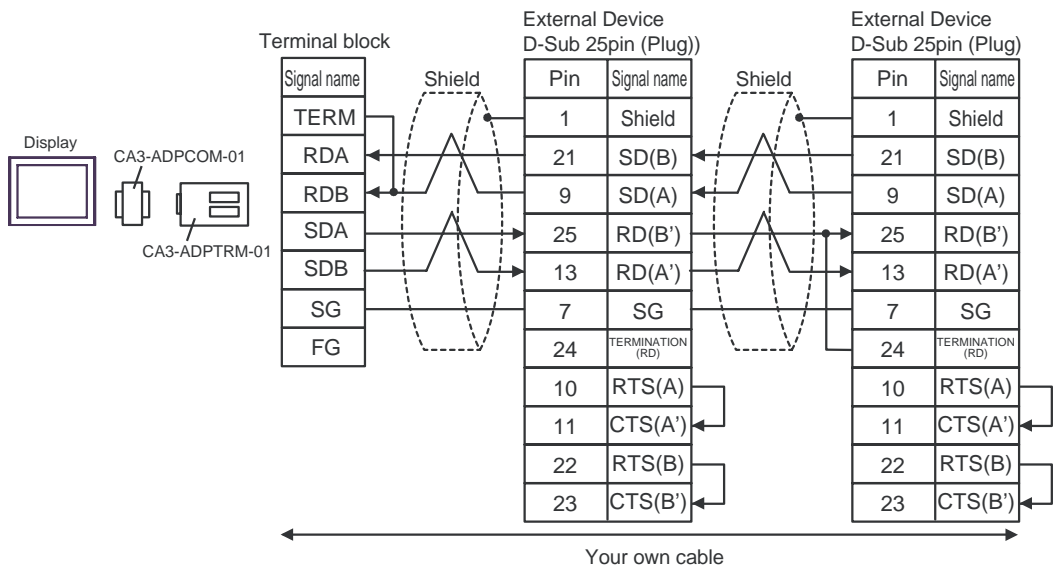 External Device
D-Sub 25pin (Plug))
External Device
D-Sub 25pin (Plug)
Terminal block
Display
CA3-ADPCOM-01
CA3-ADPTRM-01
Signal name
TERM
RDA
RDB
SDA
SDB
SG
FG
Shield
Pin Signal name
1 Shield
21 SD(B)
9 SD(A)
25 RD(B’)
13 RD(A’)
7 SG
24 TERMINATION (RD)
10 RTS(A)
11 CTS(A’)
22 RTS(B)
23 CTS(B’)
Shield
Pin Signal name
1 Shield
21 SD(B)
9 SD(A)
25 RD(B’)
13 RD(A’)
7 SG
24 TERMINATION (RD)
10 RTS(A)
11 CTS(A’)
22 RTS(B)
23 CTS(B’)
Your own cable